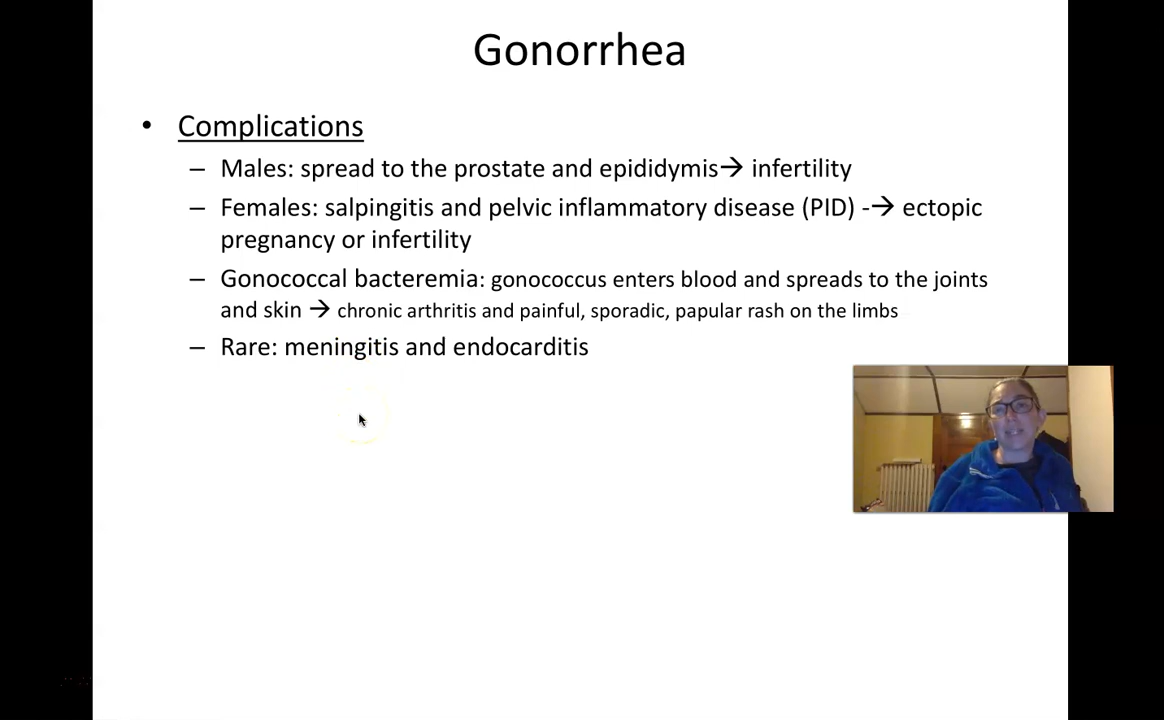 Gonorrhea
• Complications
– Males: spread to the prostate and epididymis→ infertility
– Females: salpingitis and pelvic inflammatory disease (PID) -→ ectopic
pregnancy or infertility
– Gonococcal bacteremia: gonococcus enters blood and spreads to the joints
and skin → chronic arthritis and painful, sporadic, papular rash on the limbs
– Rare: meningitis and endocarditis